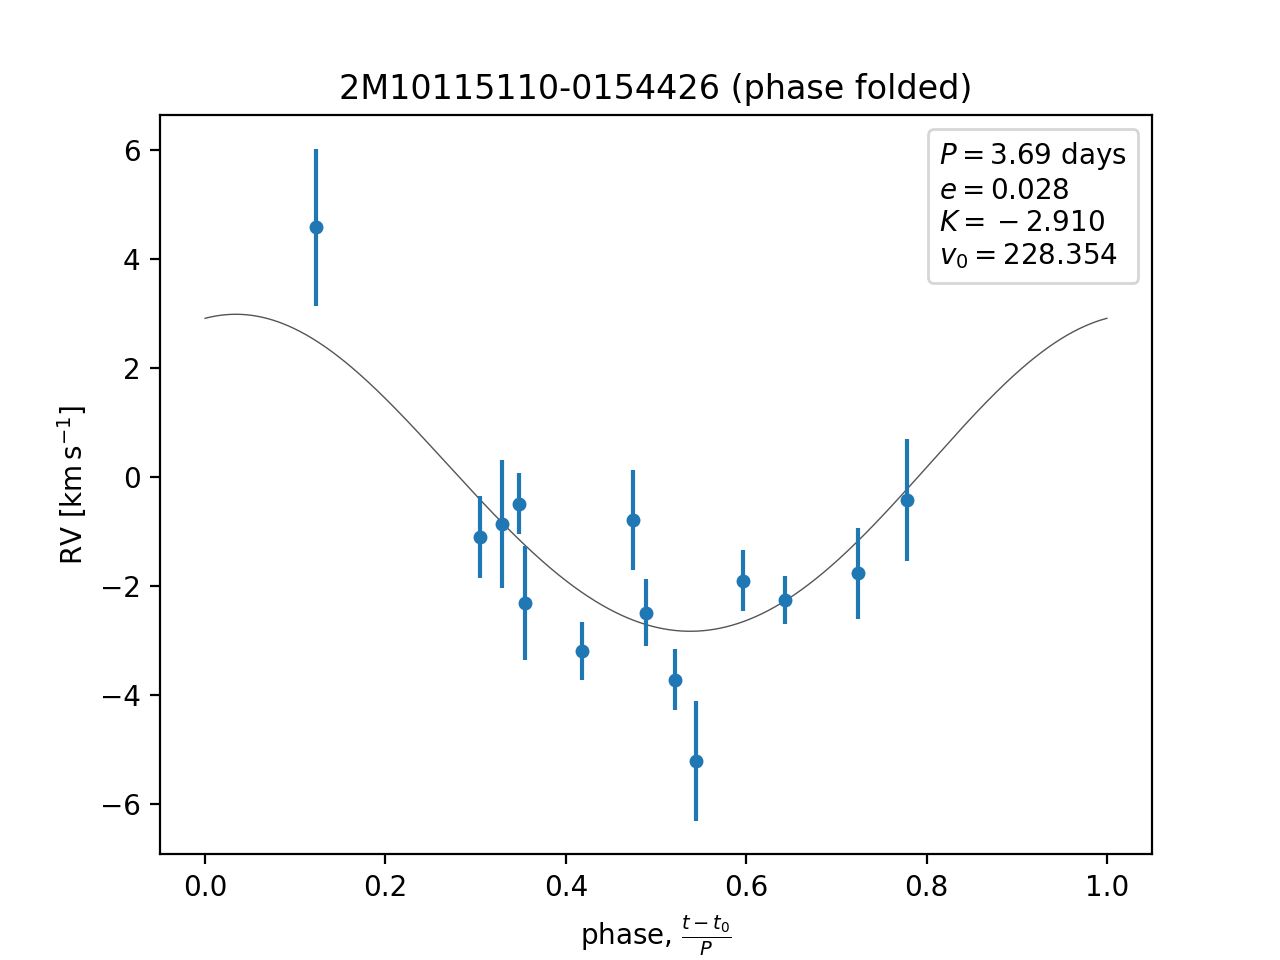 2M10115110-0154426 (phase folded)
P = 3.69 days
e = 0.028
K = −2.910
v₀ = 228.354
6
4
2
0
−2
−4
−6
RV [km s⁻¹]
0.0 0.2 0.4 0.6 0.8 1.0
phase, (t − t₀)/P